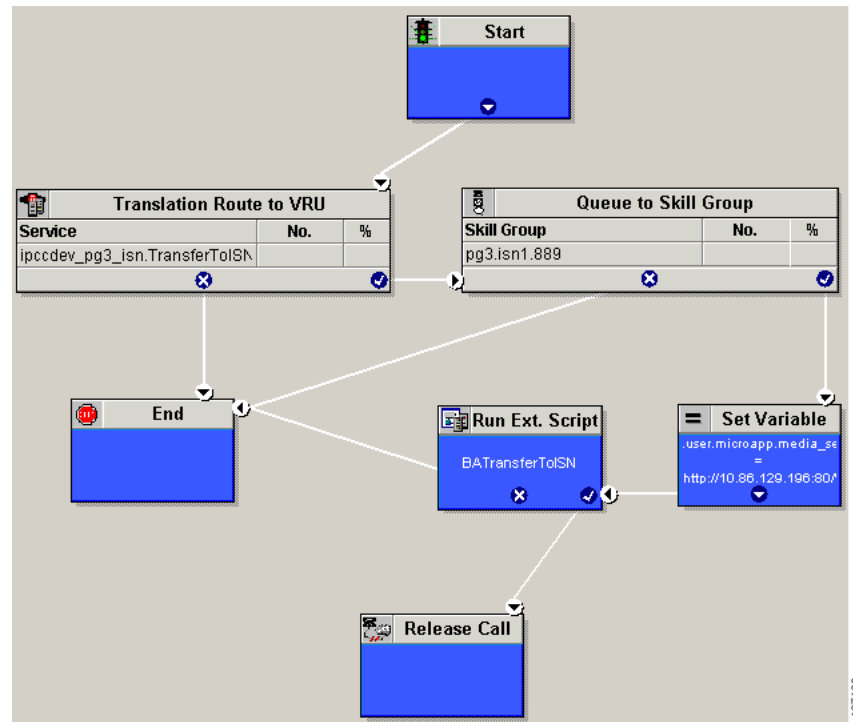 Start
Translation Route to VRU
Service No. %
ipccdev_pg3_isn.TransferToISN
Queue to Skill Group
Skill Group No. %
pg3.isn1.889
End
Run Ext. Script
BATransferToISN
Set Variable
.user.microapp.media_se
=
http://10.86.129.196:80/
Release Call